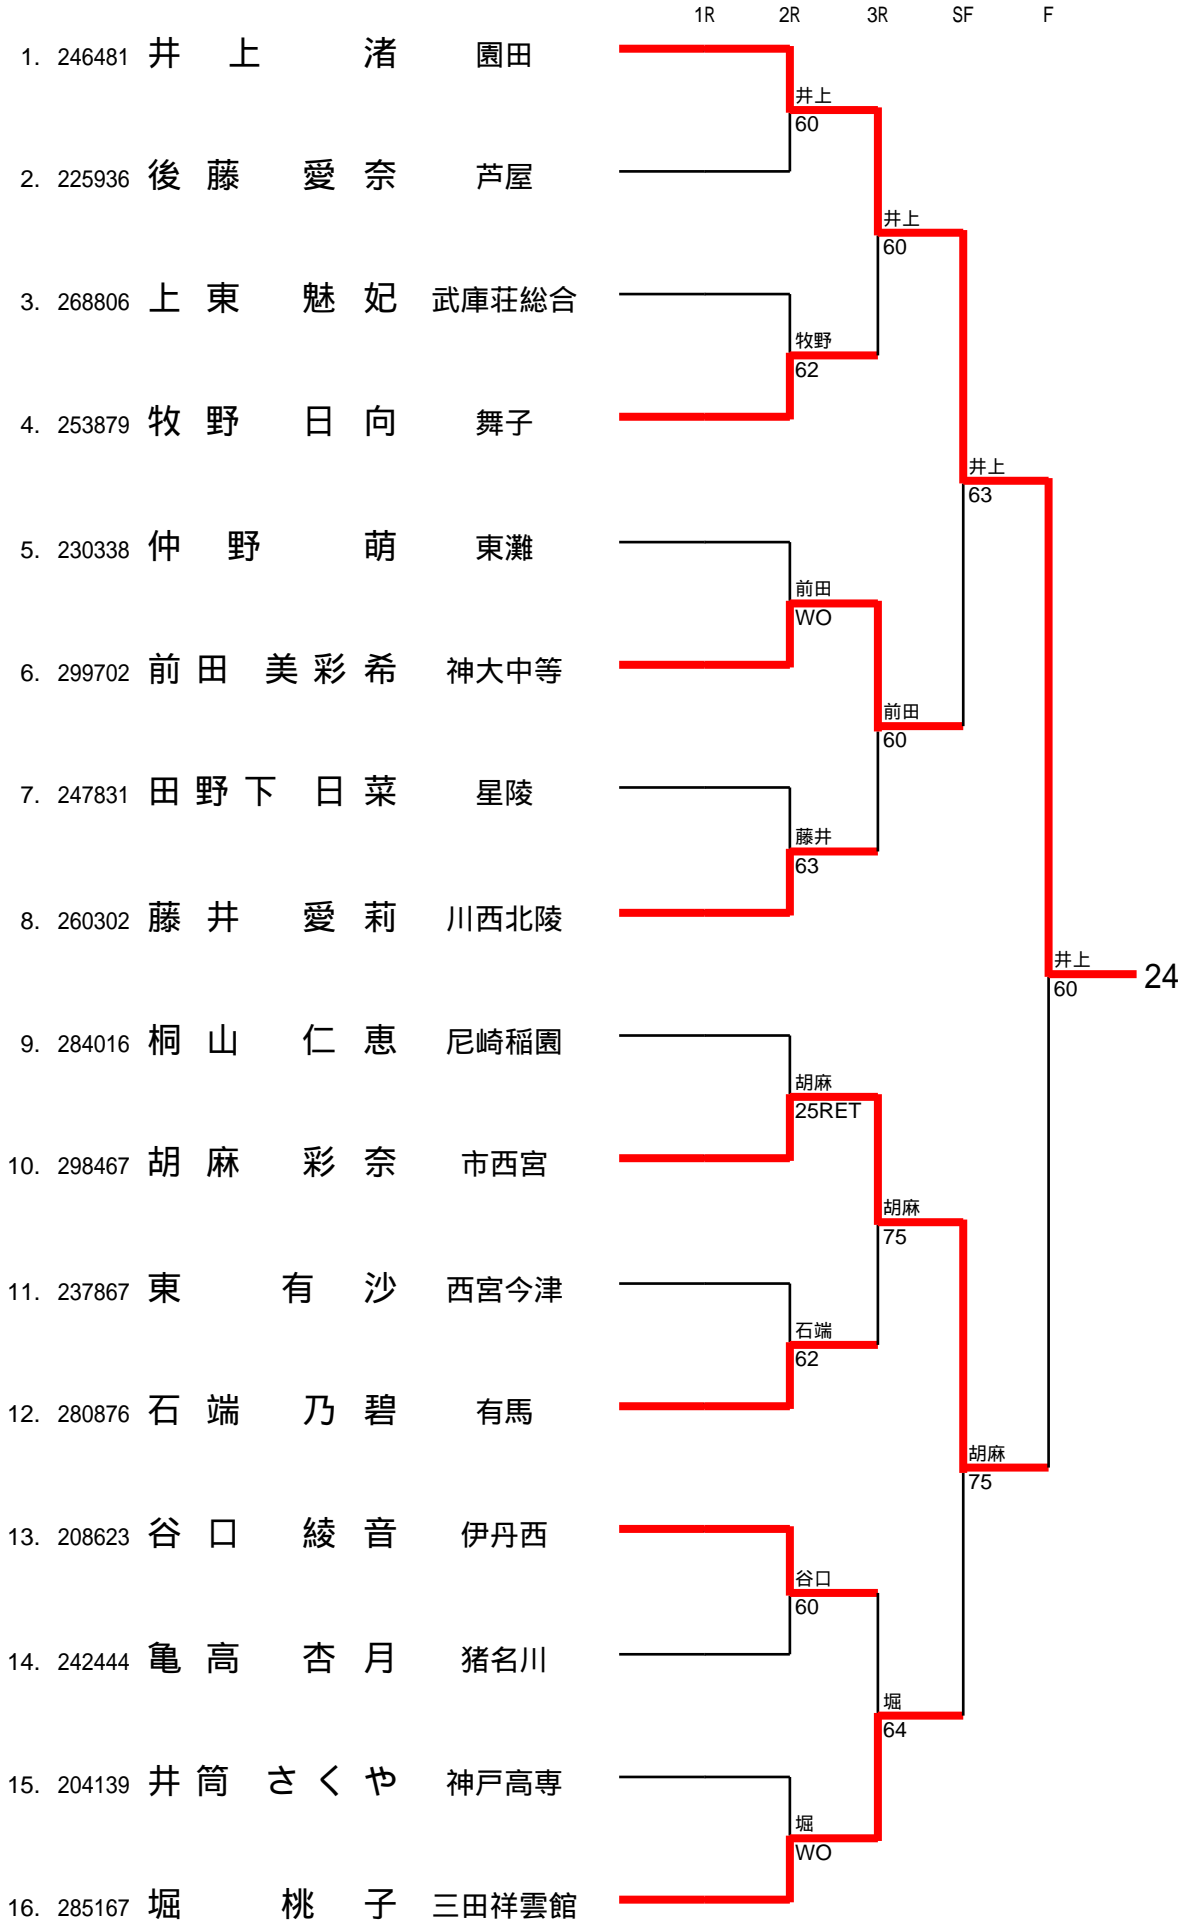 1R 2R 3R SF F
1. 246481 井上 渚 園田
井上
60
2. 225936 後藤 愛奈 芦屋
井上
60
3. 268806 上東 魅妃 武庫荘総合
牧野
62
4. 253879 牧野 日向 舞子
井上
63
5. 230338 仲野 萌 東灘
前田
WO
6. 299702 前田 美彩希 神大中等
前田
60
7. 247831 田野下 日菜 星陵
藤井
63
8. 260302 藤井 愛莉 川西北陵
井上
60
24
9. 284016 桐山 仁恵 尼崎稲園
胡麻
25RET
10. 298467 胡麻 彩奈 市西宮
胡麻
75
11. 237867 東 有沙 西宮今津
石端
62
12. 280876 石端 乃碧 有馬
胡麻
75
13. 208623 谷口 綾音 伊丹西
谷口
60
14. 242444 亀高 杏月 猪名川
堀
64
15. 204139 井筒 さくや 神戸高専
堀
WO
16. 285167 堀 桃子 三田祥雲館